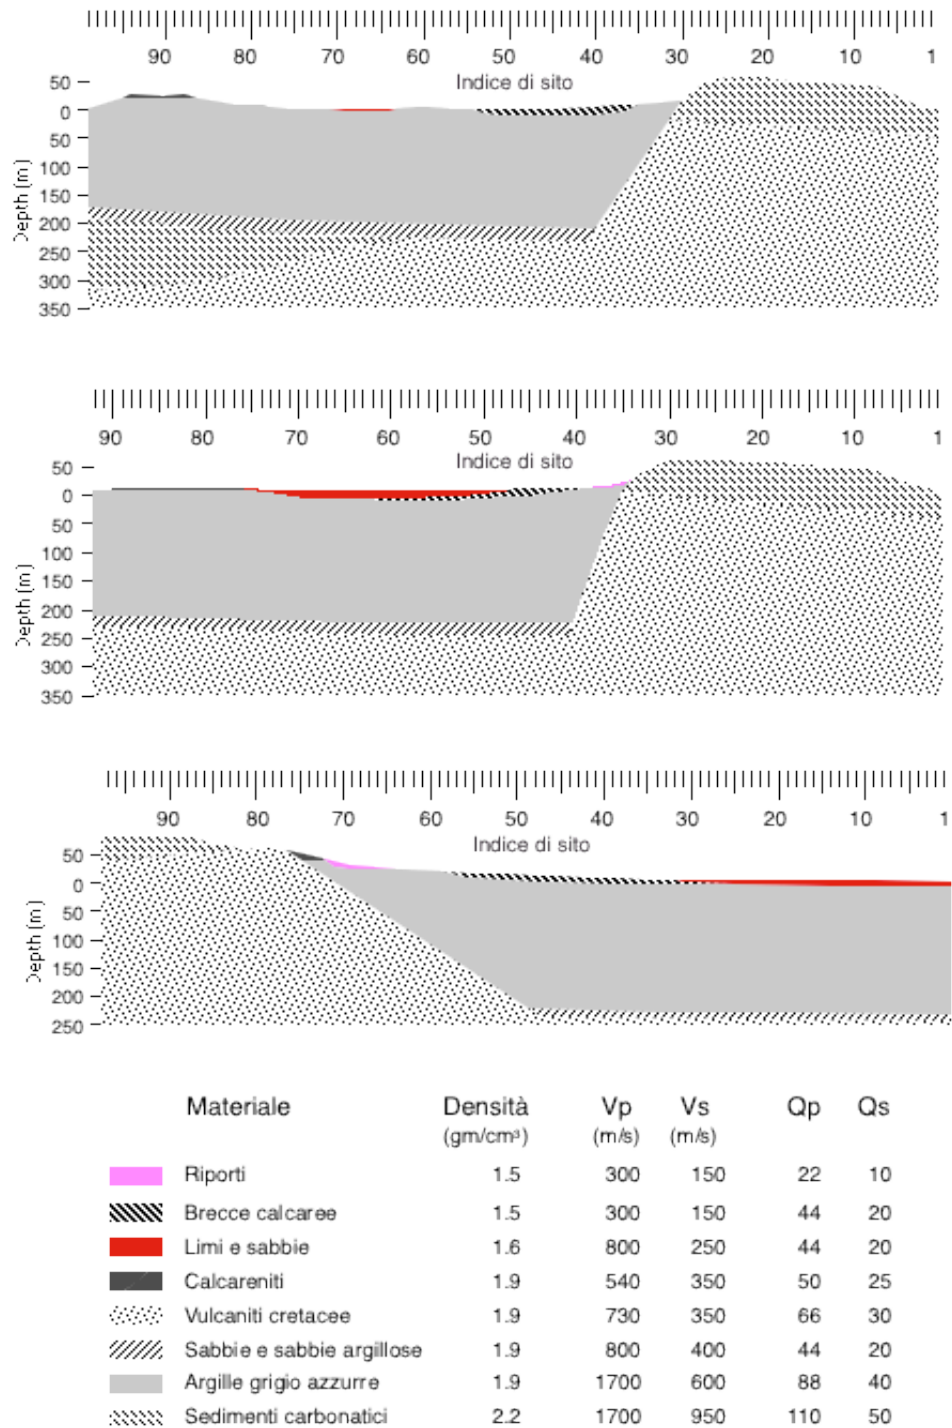 90 80 70 60 50 40 30 20 10 1
Indice di sito
50
0
50
100
150
200
250
300
350
Depth (m)
90 80 70 60 50 40 30 20 10 1
Indice di sito
50
0
50
100
150
200
250
300
350
Depth (m)
90 80 70 60 50 40 30 20 10 1
Indice di sito
50
0
50
100
150
200
250
Depth (m)
Materiale Densità Vp Vs Qp Qs
(gm/cm³) (m/s) (m/s)
Riporti 1.5 300 150 22 10
Brecce calcaree 1.5 300 150 44 20
Limi e sabbie 1.6 800 250 44 20
Calcareniti 1.9 540 350 50 25
Vulcaniti cretacee 1.9 730 350 66 30
Sabbie e sabbie argillose 1.9 800 400 44 20
Argille grigio azzurre 1.9 1700 600 88 40
Sedimenti carbonatici 2.2 1700 950 110 50